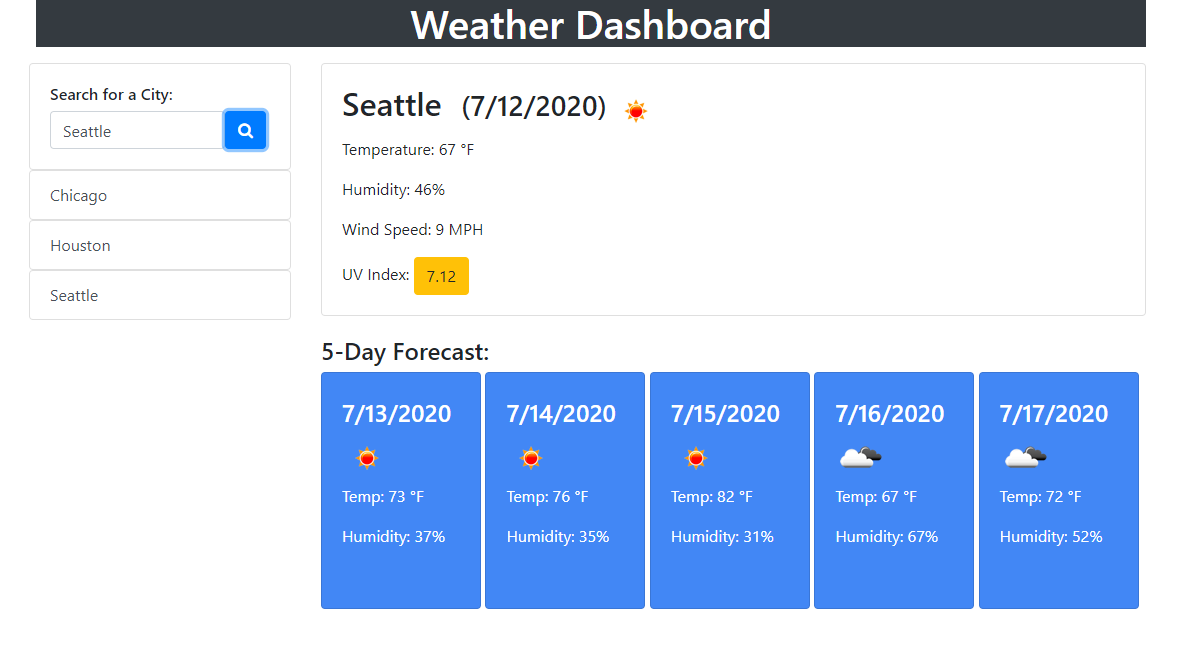 Weather Dashboard
Search for a City:
Seattle
Chicago
Houston
Seattle
Seattle (7/12/2020)
Temperature: 67 °F
Humidity: 46%
Wind Speed: 9 MPH
UV Index: 7.12
5-Day Forecast:
7/13/2020
Temp: 73 °F
Humidity: 37%
7/14/2020
Temp: 76 °F
Humidity: 35%
7/15/2020
Temp: 82 °F
Humidity: 31%
7/16/2020
Temp: 67 °F
Humidity: 67%
7/17/2020
Temp: 72 °F
Humidity: 52%